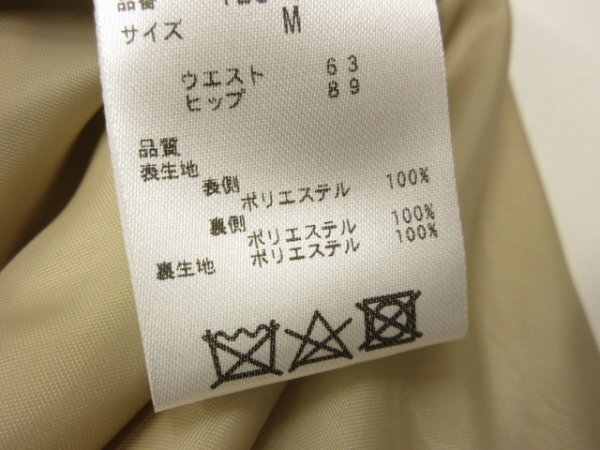 品番
サイズ M
ウエスト 63
ヒップ 89
品質
表生地
表側
ポリエステル 100%
裏側
ポリエステル 100%
裏生地 ポリエステル 100%